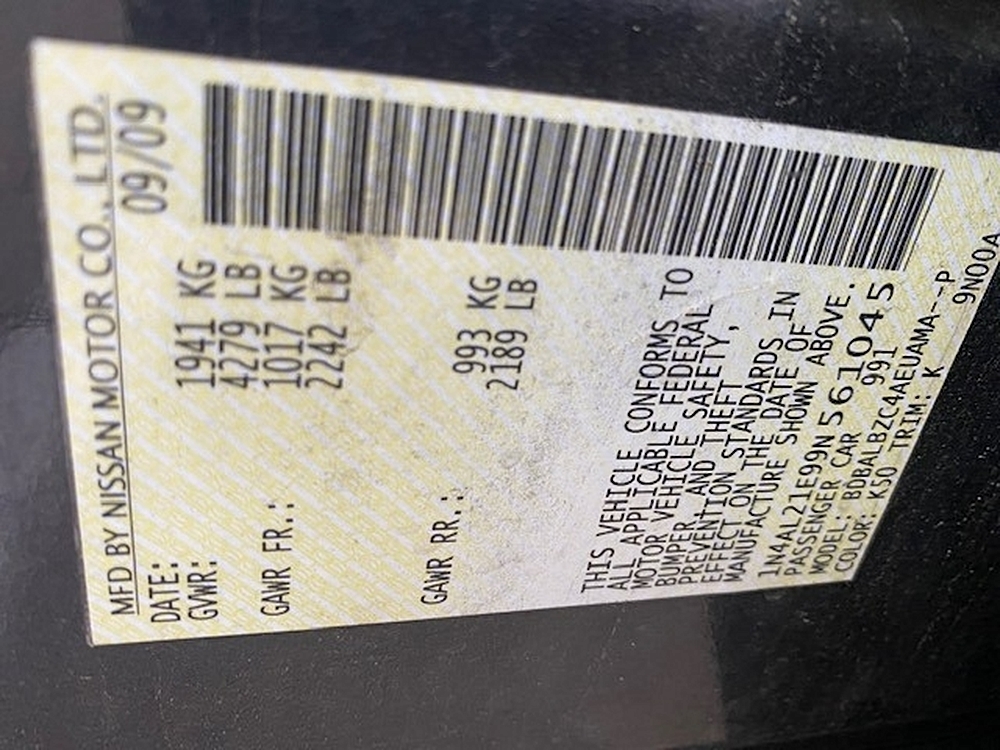 MFD BY NISSAN MOTOR CO., LTD.
DATE: 09/09
GVWR: 1941 KG
4279 LB
GAWR FR.: 1017 KG
2242 LB
GAWR RR.: 993 KG
2189 LB
THIS VEHICLE CONFORMS TO
ALL APPLICABLE FEDERAL
MOTOR VEHICLE SAFETY,
BUMPER, AND THEFT
PREVENTION STANDARDS IN
EFFECT ON THE DATE OF
MANUFACTURE SHOWN ABOVE.
1N4AL21E99N561045
PASSENGER CAR 991
MODEL: BDBALBZC4AEUAMA--P
COLOR: K50 TRIM: K 9N00A